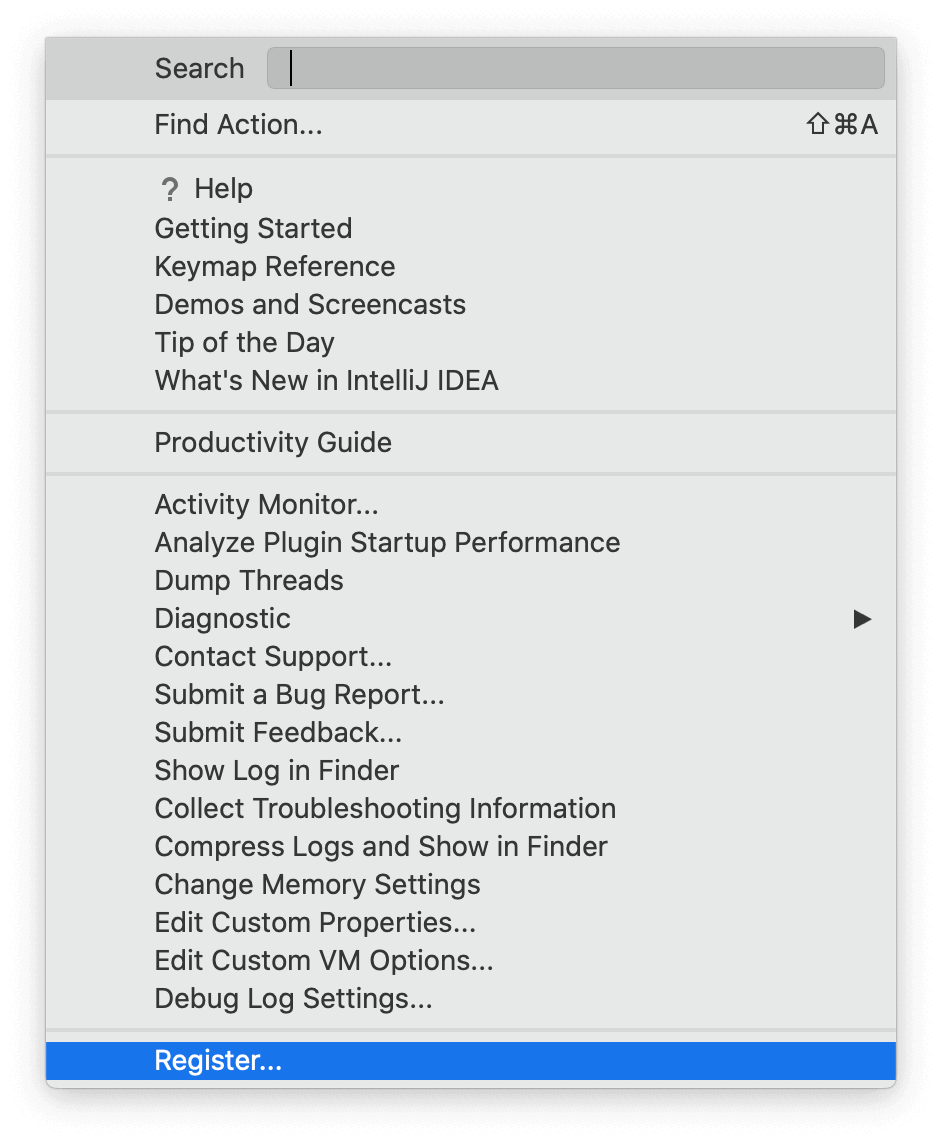 Search
Find Action... ⇧⌘A
? Help
Getting Started
Keymap Reference
Demos and Screencasts
Tip of the Day
What's New in IntelliJ IDEA
Productivity Guide
Activity Monitor...
Analyze Plugin Startup Performance
Dump Threads
Diagnostic
Contact Support...
Submit a Bug Report...
Submit Feedback...
Show Log in Finder
Collect Troubleshooting Information
Compress Logs and Show in Finder
Change Memory Settings
Edit Custom Properties...
Edit Custom VM Options...
Debug Log Settings...
Register...